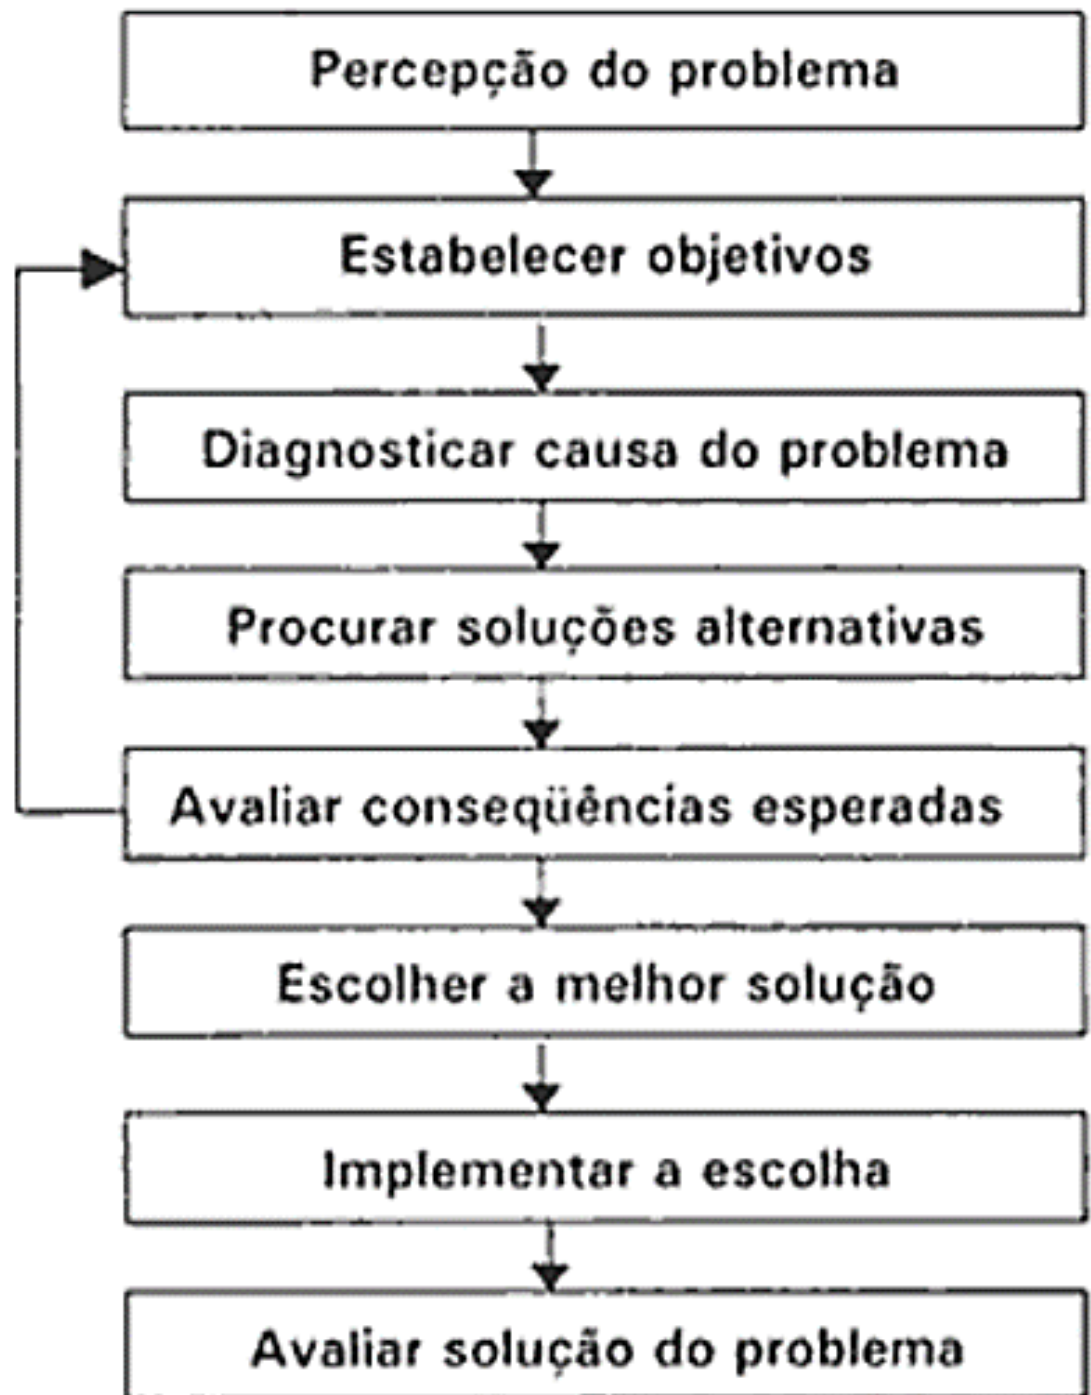 Percepção do problema
Estabelecer objetivos
Diagnosticar causa do problema
Procurar soluções alternativas
Avaliar conseqüências esperadas
Escolher a melhor solução
Implementar a escolha
Avaliar solução do problema